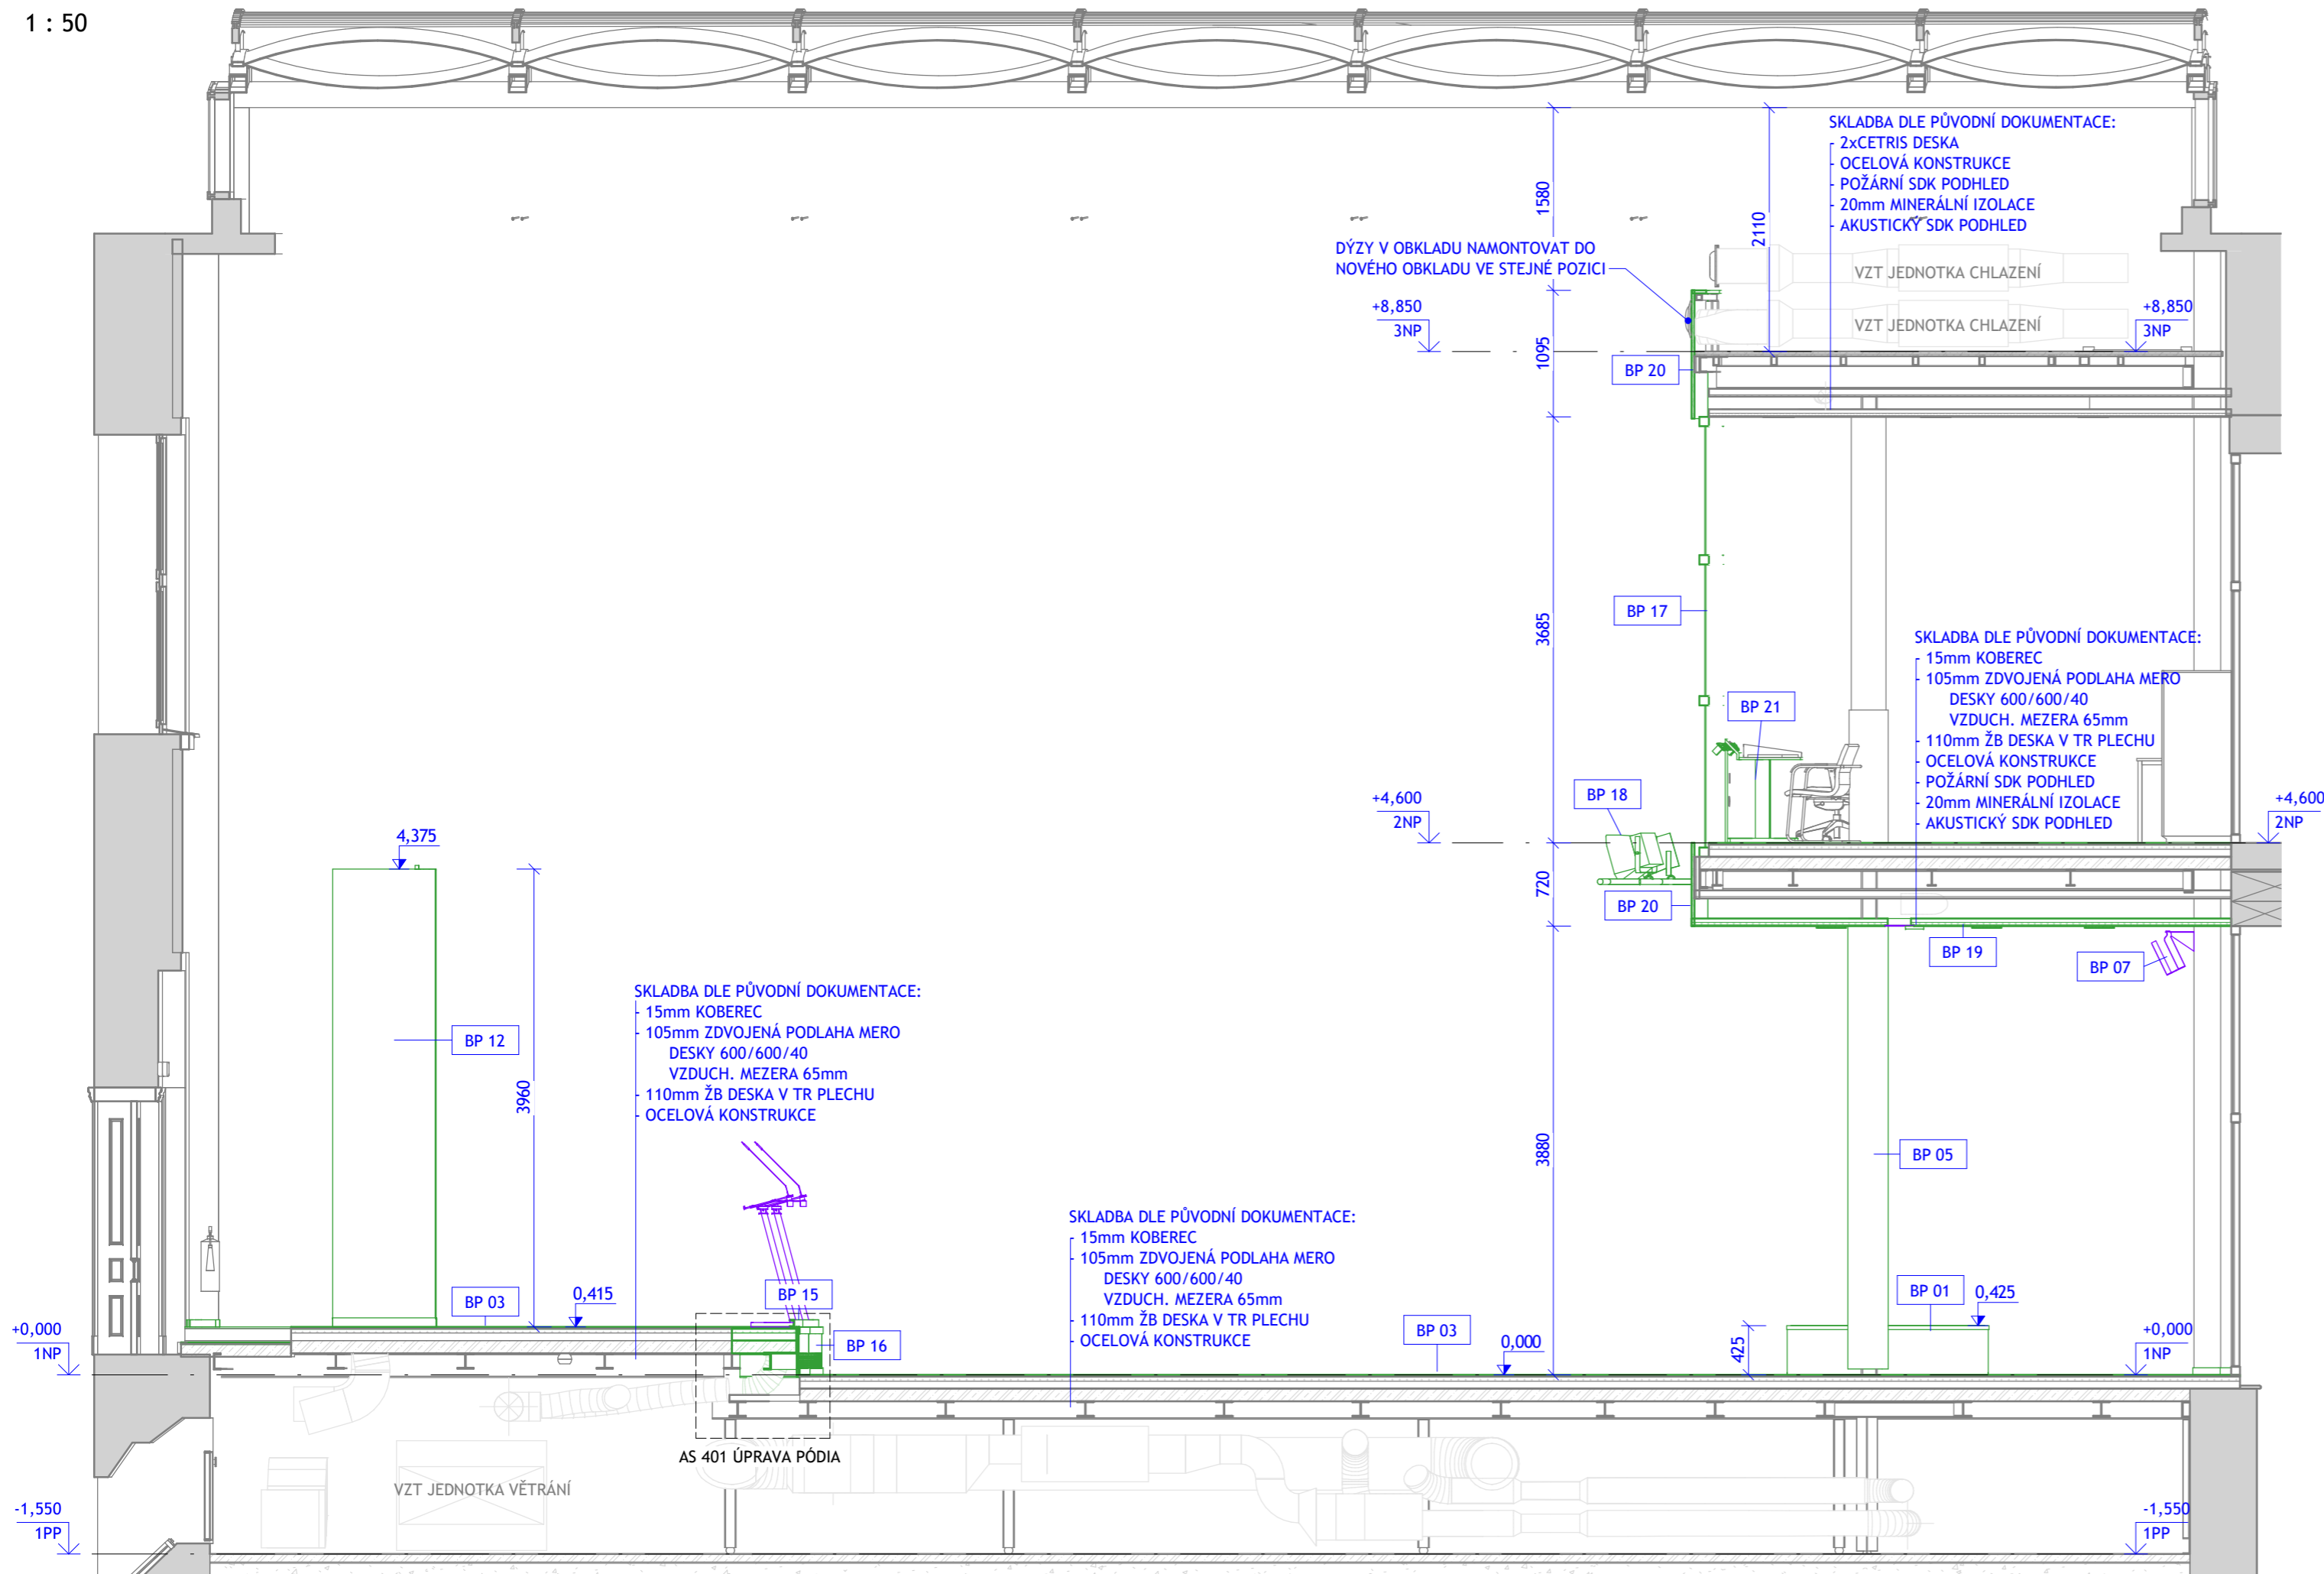 1 : 50
SKLADBA DLE PŮVODNÍ DOKUMENTACE:
- 2xCETRIS DESKA
- OCELOVÁ KONSTRUKCE
- POŽÁRNÍ SDK PODHLED
- 20mm MINERÁLNÍ IZOLACE
- AKUSTICKÝ SDK PODHLED
1580
2110
DÝZY V OBKLADU NAMONTOVAT DO
NOVÉHO OBKLADU VE STEJNÉ POZICI
VZT JEDNOTKA CHLAZENÍ
VZT JEDNOTKA CHLAZENÍ
+8,850
3NP
+8,850
3NP
1095
BP 20
BP 17
3685
SKLADBA DLE PŮVODNÍ DOKUMENTACE:
- 15mm KOBEREC
- 105mm ZDVOJENÁ PODLAHA MERO
DESKY 600/600/40
VZDUCH. MEZERA 65mm
- 110mm ŽB DESKA V TR PLECHU
- OCELOVÁ KONSTRUKCE
- POŽÁRNÍ SDK PODHLED
- 20mm MINERÁLNÍ IZOLACE
- AKUSTICKÝ SDK PODHLED
BP 21
BP 18
+4,600
2NP
+4,600
2NP
4,375
720
BP 20
BP 19
BP 07
SKLADBA DLE PŮVODNÍ DOKUMENTACE:
- 15mm KOBEREC
- 105mm ZDVOJENÁ PODLAHA MERO
DESKY 600/600/40
VZDUCH. MEZERA 65mm
- 110mm ŽB DESKA V TR PLECHU
- OCELOVÁ KONSTRUKCE
BP 12
3960
3880
BP 05
SKLADBA DLE PŮVODNÍ DOKUMENTACE:
- 15mm KOBEREC
- 105mm ZDVOJENÁ PODLAHA MERO
DESKY 600/600/40
VZDUCH. MEZERA 65mm
- 110mm ŽB DESKA V TR PLECHU
- OCELOVÁ KONSTRUKCE
BP 03
0,415
BP 15
BP 16
BP 03
0,000
425
BP 01
0,425
+0,000
1NP
+0,000
1NP
AS 401 ÚPRAVA PÓDIA
VZT JEDNOTKA VĚTRÁNÍ
-1,550
1PP
-1,550
1PP